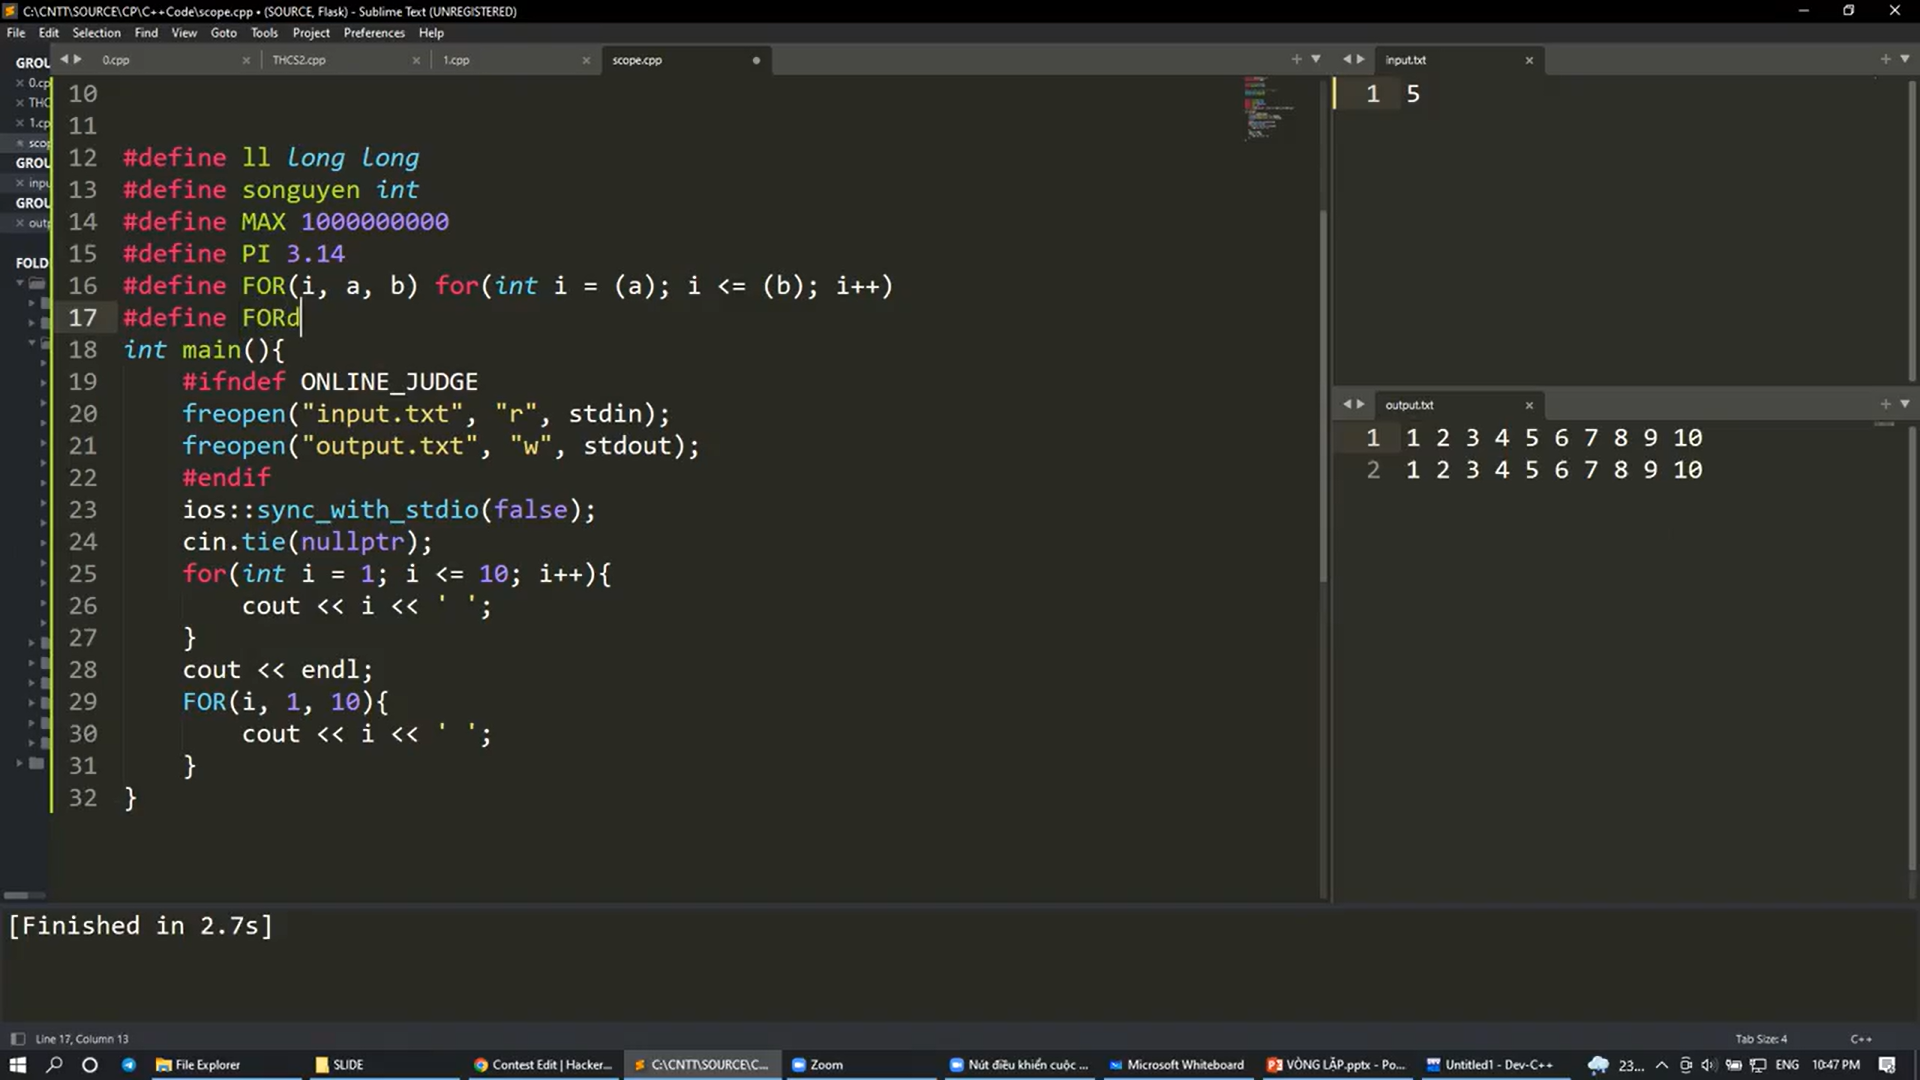 C:\CNTT\SOURCE\CP\C++Code\scope.cpp • (SOURCE, Flask) - Sublime Text (UNREGISTERED)
File Edit Selection Find View Goto Tools Project Preferences Help
GROU
0.cp
THC
1.cp
sco
GROU
inpu
GROU
outp
FOLD
0.cpp THCS2.cpp 1.cpp scope.cpp
10
11
12 #define ll long long
13 #define songuyen int
14 #define MAX 1000000000
15 #define PI 3.14
16 #define FOR(i, a, b) for(int i = (a); i <= (b); i++)
17 #define FORd
18 int main(){
19 #ifndef ONLINE_JUDGE
20 freopen("input.txt", "r", stdin);
21 freopen("output.txt", "w", stdout);
22 #endif
23 ios::sync_with_stdio(false);
24 cin.tie(nullptr);
25 for(int i = 1; i <= 10; i++){
26 cout << i << ' ';
27 }
28 cout << endl;
29 FOR(i, 1, 10){
30 cout << i << ' ';
31 }
32 }
input.txt
1 5
output.txt
1 1 2 3 4 5 6 7 8 9 10
2 1 2 3 4 5 6 7 8 9 10
[Finished in 2.7s]
Line 17, Column 13 Tab Size: 4 C++
File Explorer SLIDE Contest Edit | Hacker... C:\CNTT\SOURCE\C... Zoom Nút điều khiển cuộc ... Microsoft Whiteboard VÒNG LẶP.pptx - Po... Untitled1 - Dev-C++ 23... ENG 10:47 PM